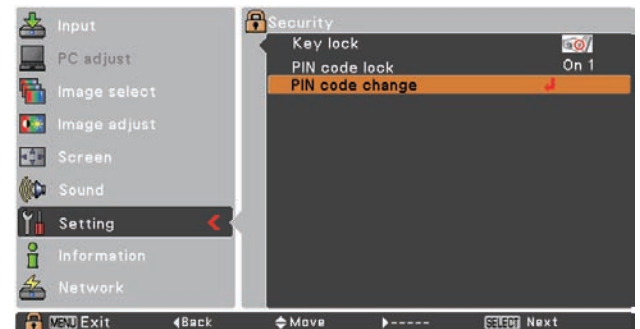 Input
PC adjust
Image select
Image adjust
Screen
Sound
Setting
Information
Network
Security
Key lock
PIN code lock On 1
PIN code change
MENU Exit Back Move ----- SELECT Next